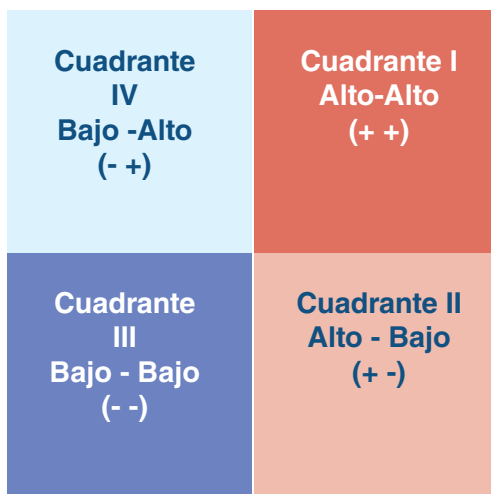 Cuadrante
IV
Bajo -Alto
(- +)
Cuadrante I
Alto-Alto
(+ +)
Cuadrante
III
Bajo - Bajo
(- -)
Cuadrante II
Alto - Bajo
(+ -)